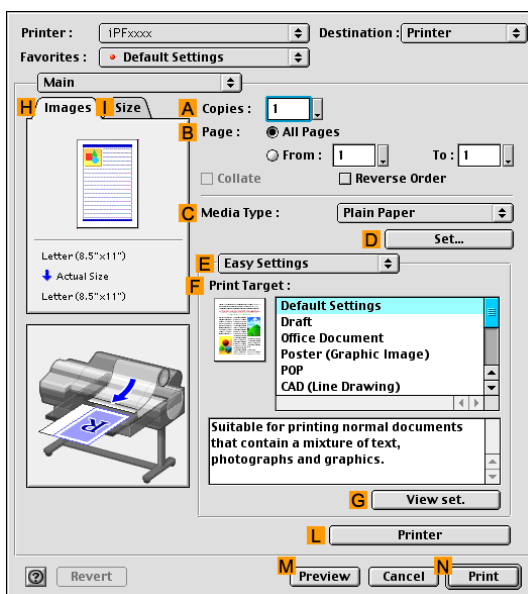 Printer : iPFxxxx Destination : Printer
Favorites : Default Settings
Main
H Images I Size
A Copies : 1
B Page : All Pages
From : 1 To : 1
Collate Reverse Order
C Media Type : Plain Paper
D Set...
Letter (8.5"x11")
Actual Size
Letter (8.5"x11")
E Easy Settings
F Print Target :
Default Settings
Draft
Office Document
Poster (Graphic Image)
POP
CAD (Line Drawing)
Suitable for printing normal documents
that contain a mixture of text,
photographs and graphics.
R
G View set.
L Printer
? Revert M Preview Cancel N Print